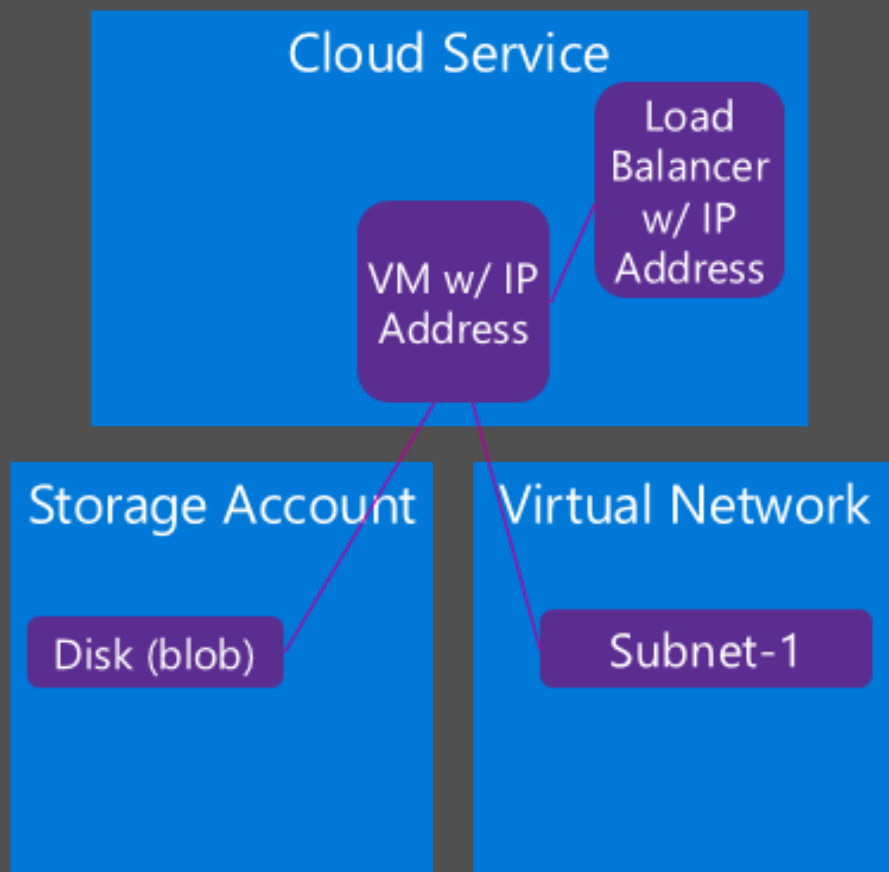 Cloud Service
Load
Balancer
w/ IP
Address
VM w/ IP
Address
Storage Account
Virtual Network
Disk (blob)
Subnet-1